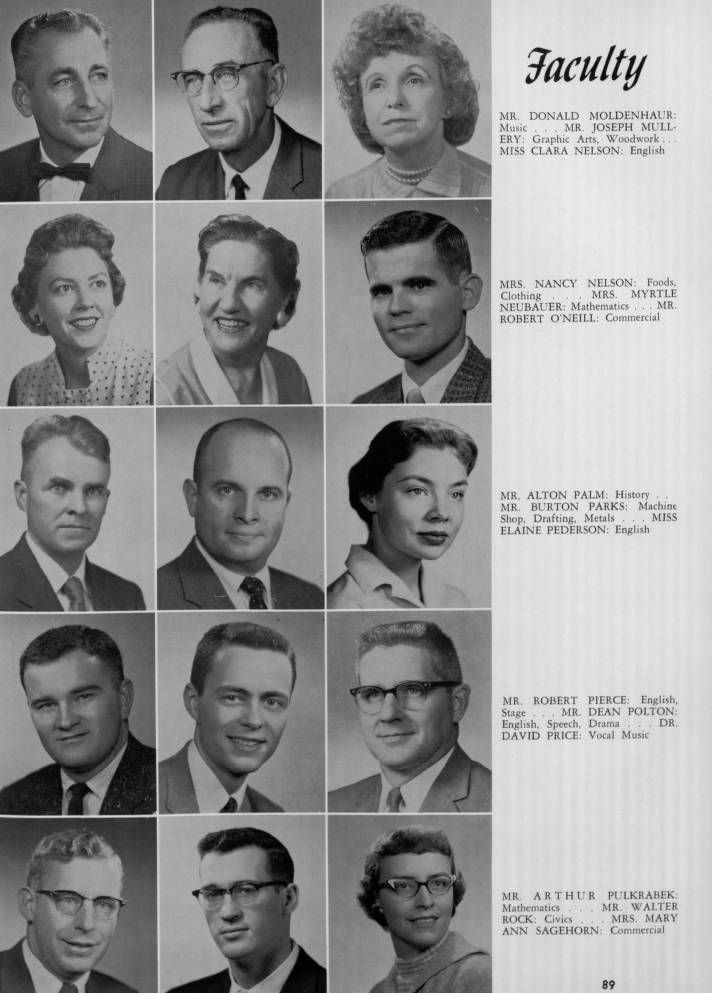 Faculty
MR. DONALD MOLDENHAUR:
Music . . . MR. JOSEPH MULL-
ERY: Graphic Arts, Woodwork . . .
MISS CLARA NELSON: English
MRS. NANCY NELSON: Foods,
Clothing . . . MRS. MYRTLE
NEUBAUER: Mathematics . . . MR.
ROBERT O'NEILL: Commercial
MR. ALTON PALM: History . .
MR. BURTON PARKS: Machine
Shop, Drafting, Metals . . . MISS
ELAINE PEDERSON: English
MR. ROBERT PIERCE: English,
Stage . . . MR. DEAN POLTON:
English, Speech, Drama . . . DR.
DAVID PRICE: Vocal Music
MR. ARTHUR PULKRABEK:
Mathematics . . . MR. WALTER
ROCK: Civics . . . MRS. MARY
ANN SAGEHORN: Commercial
89